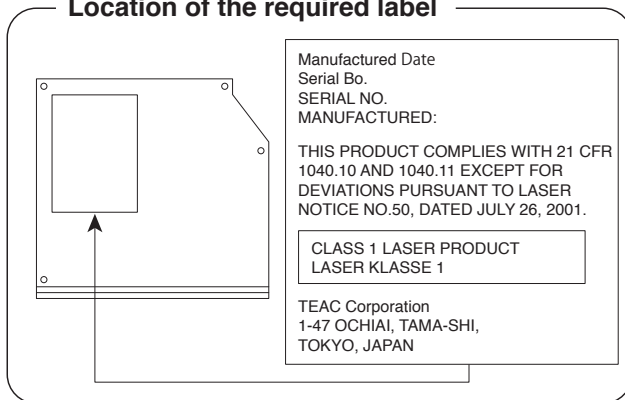 Location of the required label
Manufactured Date
Serial Bo.
SERIAL NO.
MANUFACTURED:
THIS PRODUCT COMPLIES WITH 21 CFR
1040.10 AND 1040.11 EXCEPT FOR
DEVIATIONS PURSUANT TO LASER
NOTICE NO.50, DATED JULY 26, 2001.
CLASS 1 LASER PRODUCT
LASER KLASSE 1
TEAC Corporation
1-47 OCHIAI, TAMA-SHI,
TOKYO, JAPAN